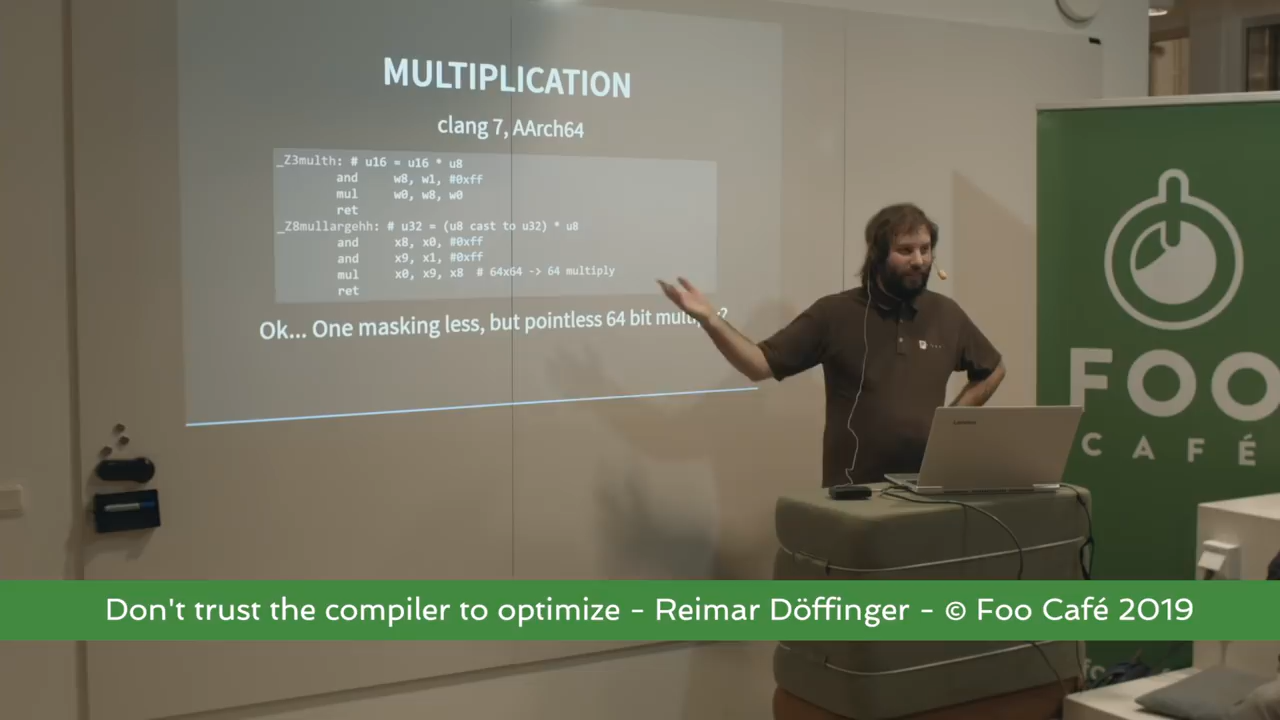 MULTIPLICATION
clang 7, AArch64
_Z3multh: # u16 = u16 * u8
and w8, w1, #0xff
mul w0, w8, w0
ret
_Z8mullargehh: # u32 = (u8 cast to u32) * u8
and x8, x0, #0xff
and x9, x1, #0xff
mul x0, x9, x8 # 64x64 -> 64 multiply
ret
Ok... One masking less, but pointless 64 bit
FOO
CAFÉ
Lenovo
Don't trust the compiler to optimize - Reimar Döffinger - © Foo Café 2019